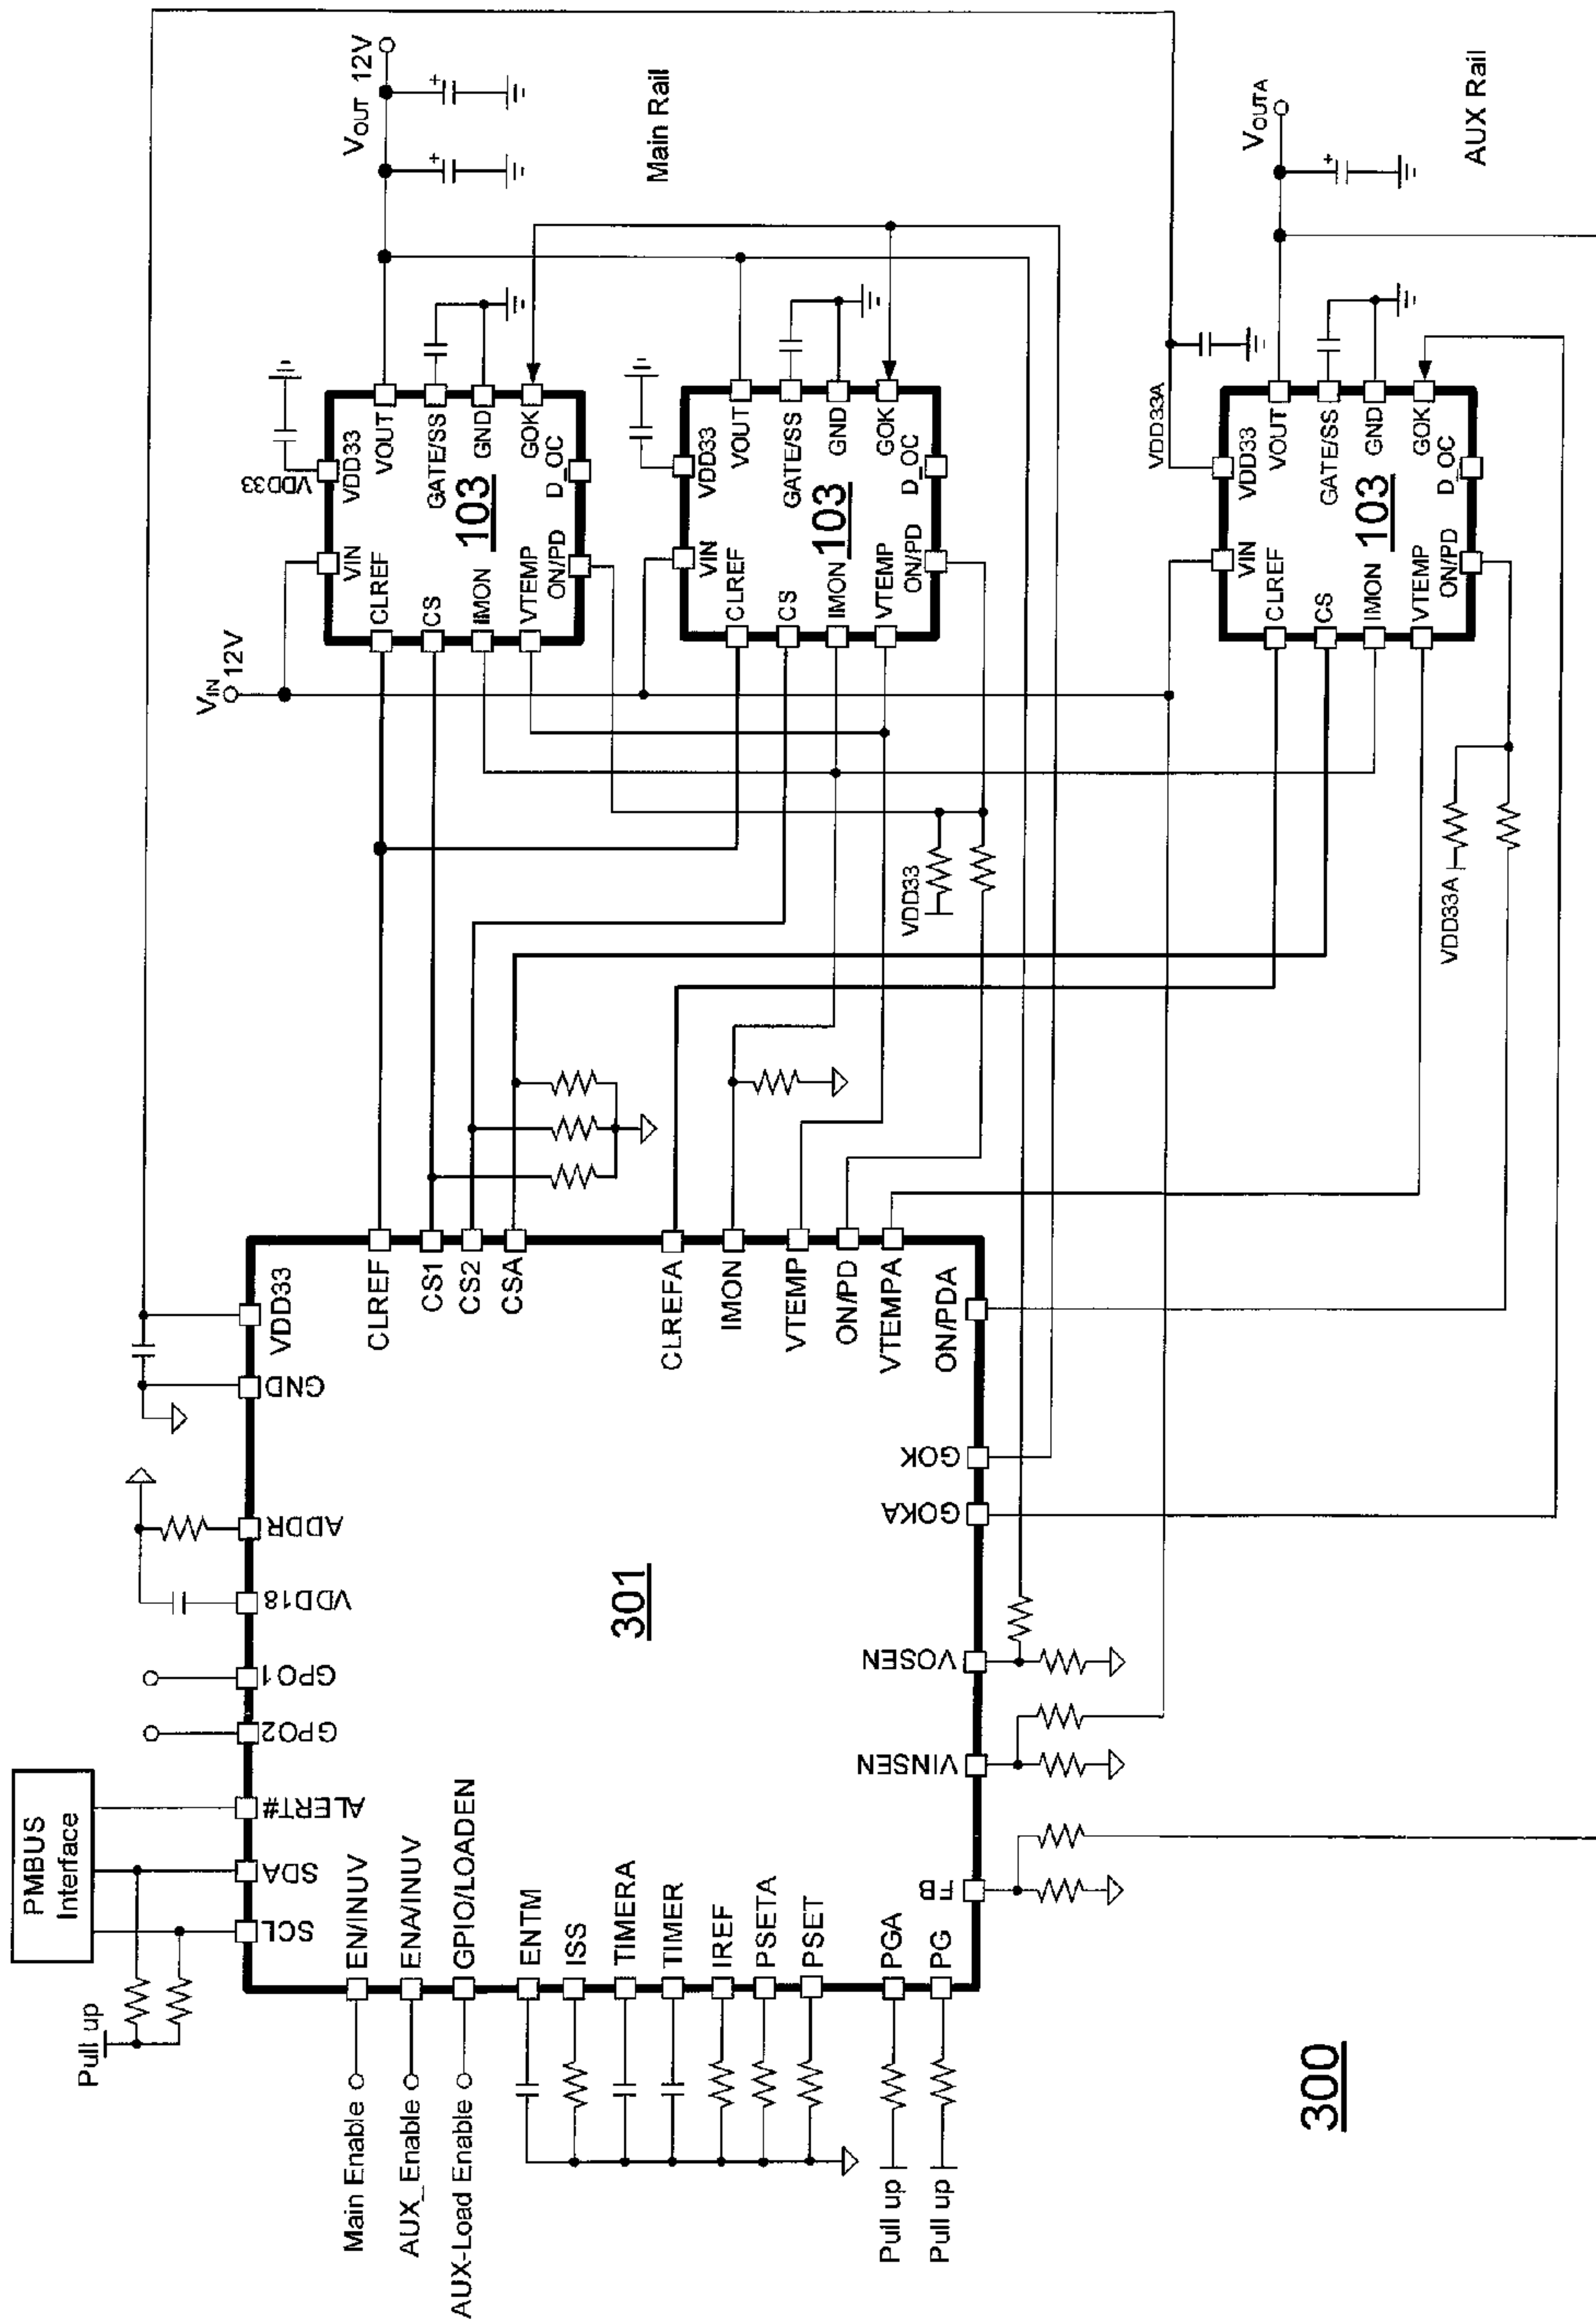 PMBUS
Interface
Pull up
SCL
SDA
ALERT#
GPO2
GPO1
VDD18
ADDR
GND
VDD33
EN/INUV
ENA/INUV
GPIO/LOADEN
ENTM
ISS
TIMERA
TIMER
IREF
PSETA
PSET
PGA
PG
Main Enable
AUX_Enable
AUX-Load Enable
Pull up
Pull up
301
CLREF
CS1
CS2
CSA
CLREFA
IMON
VTEMP
ON/PD
VTEMPA
ON/PDA
FB
VINSEN
VOSEN
GOKA
GOK
VIN 12V
VDD33
VIN
VDD33
CLREF
CS
IMON
VTEMP
ON/PD
103
VOUT
GATE/SS
GND
GOK
D_OC
VOUT 12V
Main Rail
VIN
VDD33
CLREF
CS
IMON
VTEMP
ON/PD
103
VOUT
GATE/SS
GND
GOK
D_OC
VDD33
VDD33A
VIN
VDD33
CLREF
CS
IMON
VTEMP
ON/PD
103
VOUT
GATE/SS
GND
GOK
D_OC
VDD33A
VOUTA
AUX Rail
300